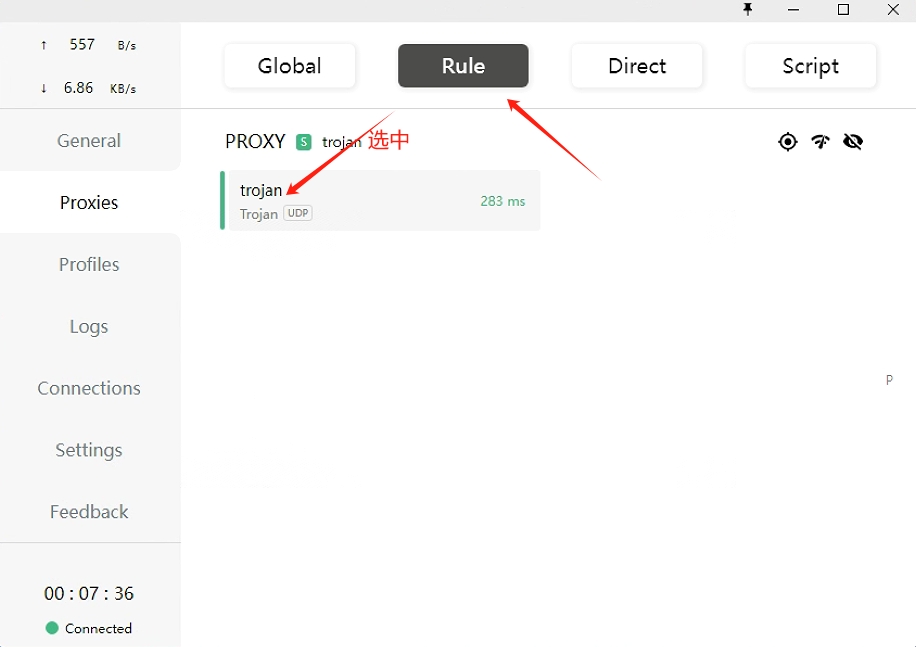 ↑ 557 B/s
↓ 6.86 KB/s
Global
Rule
Direct
Script
General
Proxies
Profiles
Logs
Connections
Settings
Feedback
00 : 07 : 36
Connected
PROXY S trojan 选中
trojan
Trojan UDP
283 ms
P